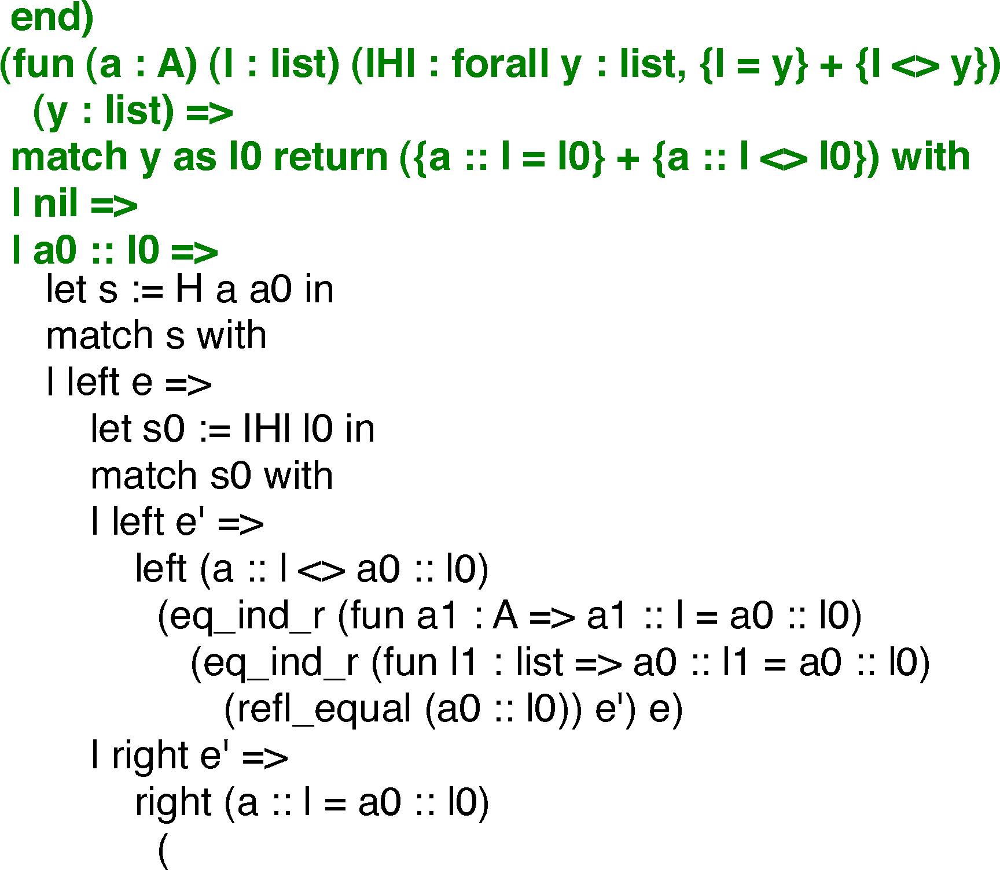 end)
(fun (a : A) (l : list) (IHl : forall y : list, {l = y} + {l <> y})
(y : list) =>
match y as l0 return ({a :: l = l0} + {a :: l <> l0}) with
| nil =>
| a0 :: l0 =>
let s := H a a0 in
match s with
| left e =>
let s0 := IHl l0 in
match s0 with
| left e' =>
left (a :: l <> a0 :: l0)
(eq_ind_r (fun a1 : A => a1 :: l = a0 :: l0)
(eq_ind_r (fun l1 : list => a0 :: l1 = a0 :: l0)
(refl_equal (a0 :: l0)) e') e)
| right e' =>
right (a :: l = a0 :: l0)
(